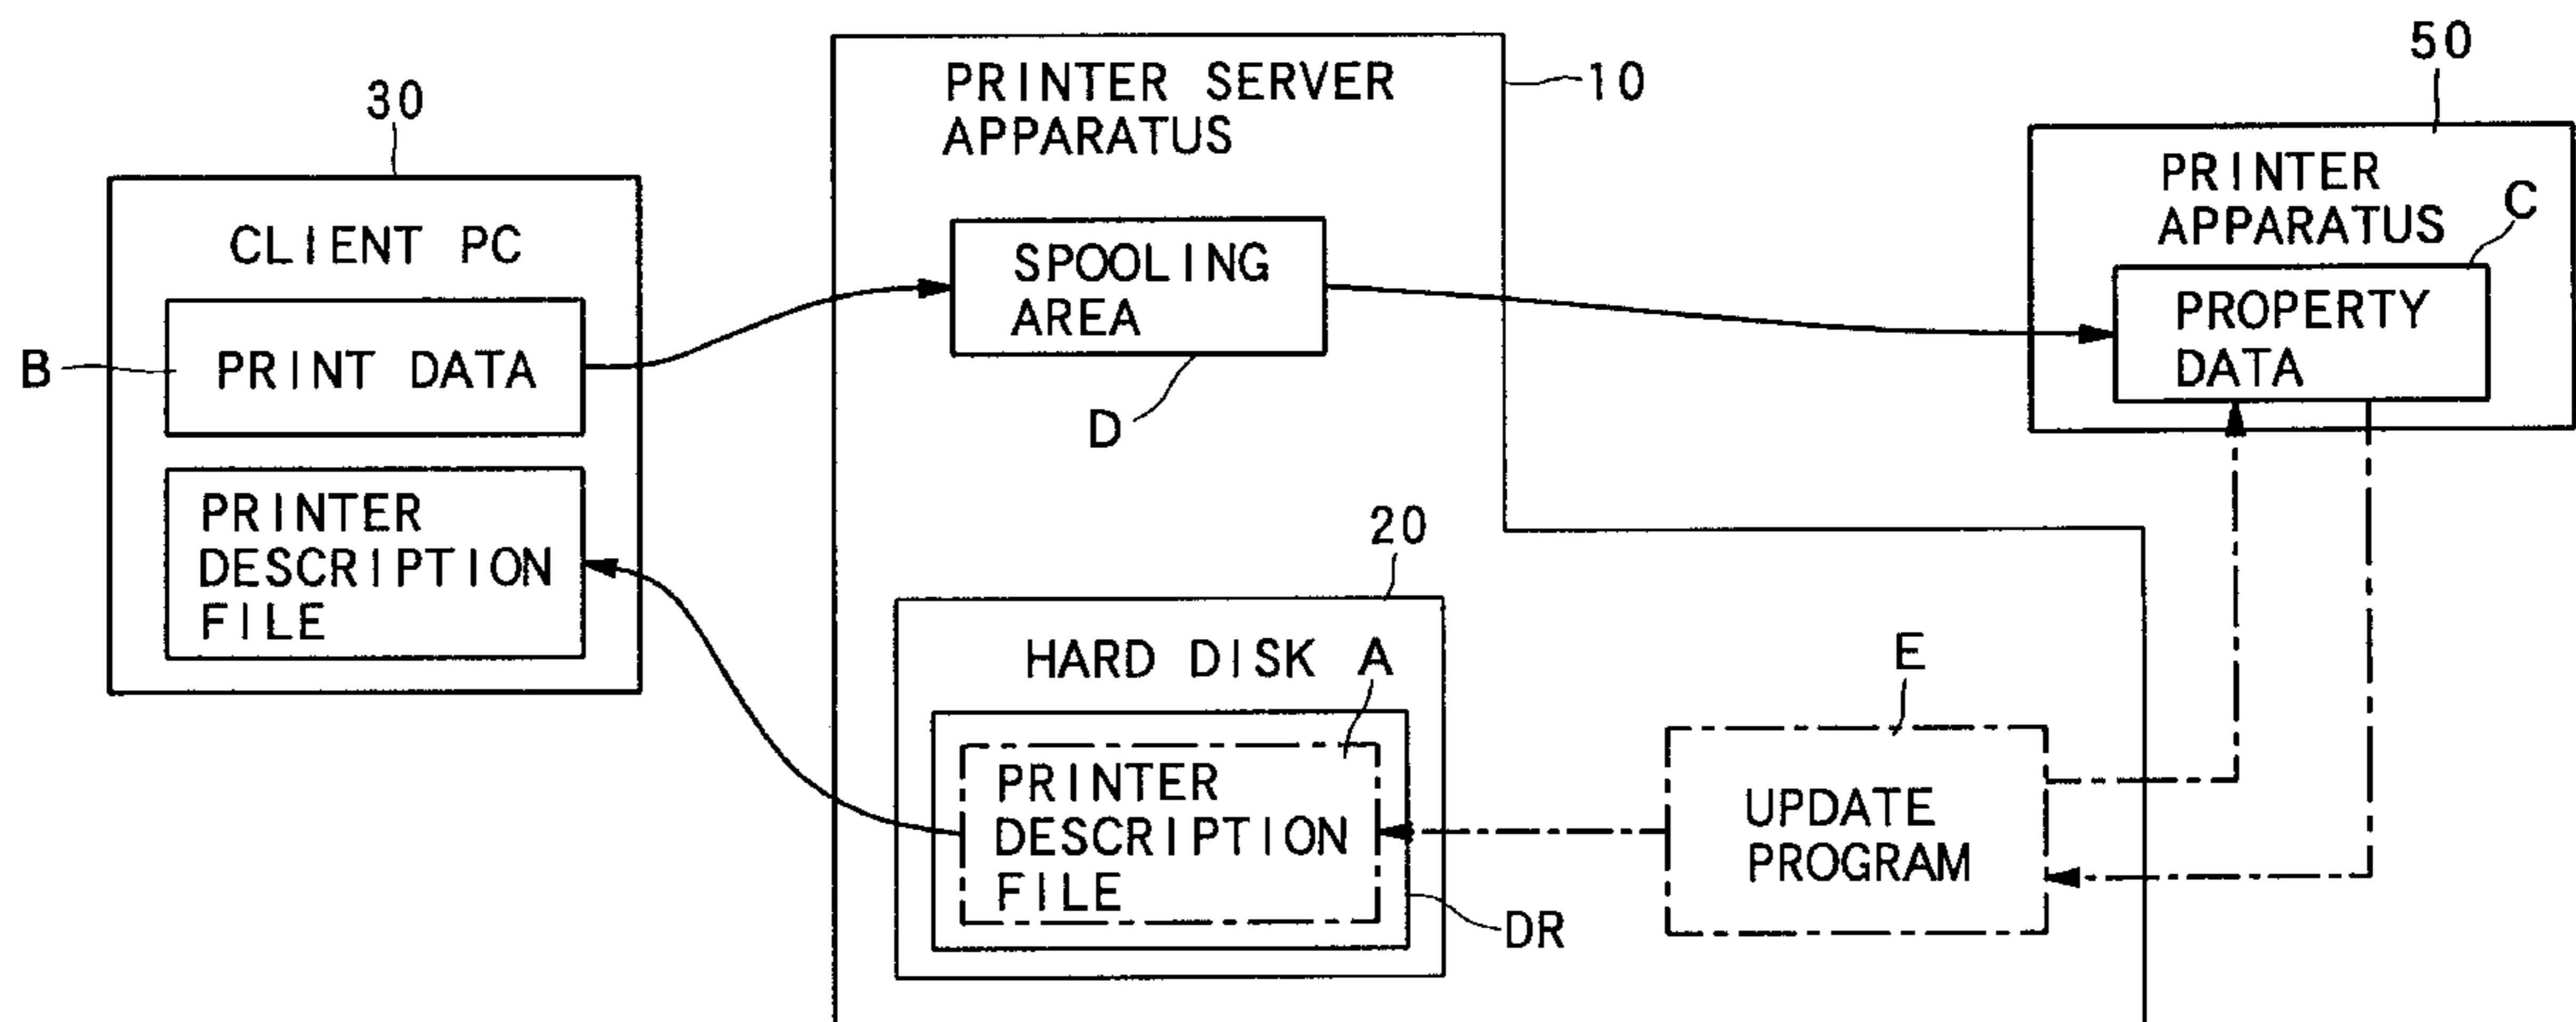 30
CLIENT PC
B
PRINT DATA
PRINTER
DESCRIPTION
FILE
PRINTER SERVER
APPARATUS
10
SPOOLING
AREA
D
20
HARD DISK
A
PRINTER
DESCRIPTION
FILE
DR
E
UPDATE
PROGRAM
50
PRINTER
APPARATUS
C
PROPERTY
DATA